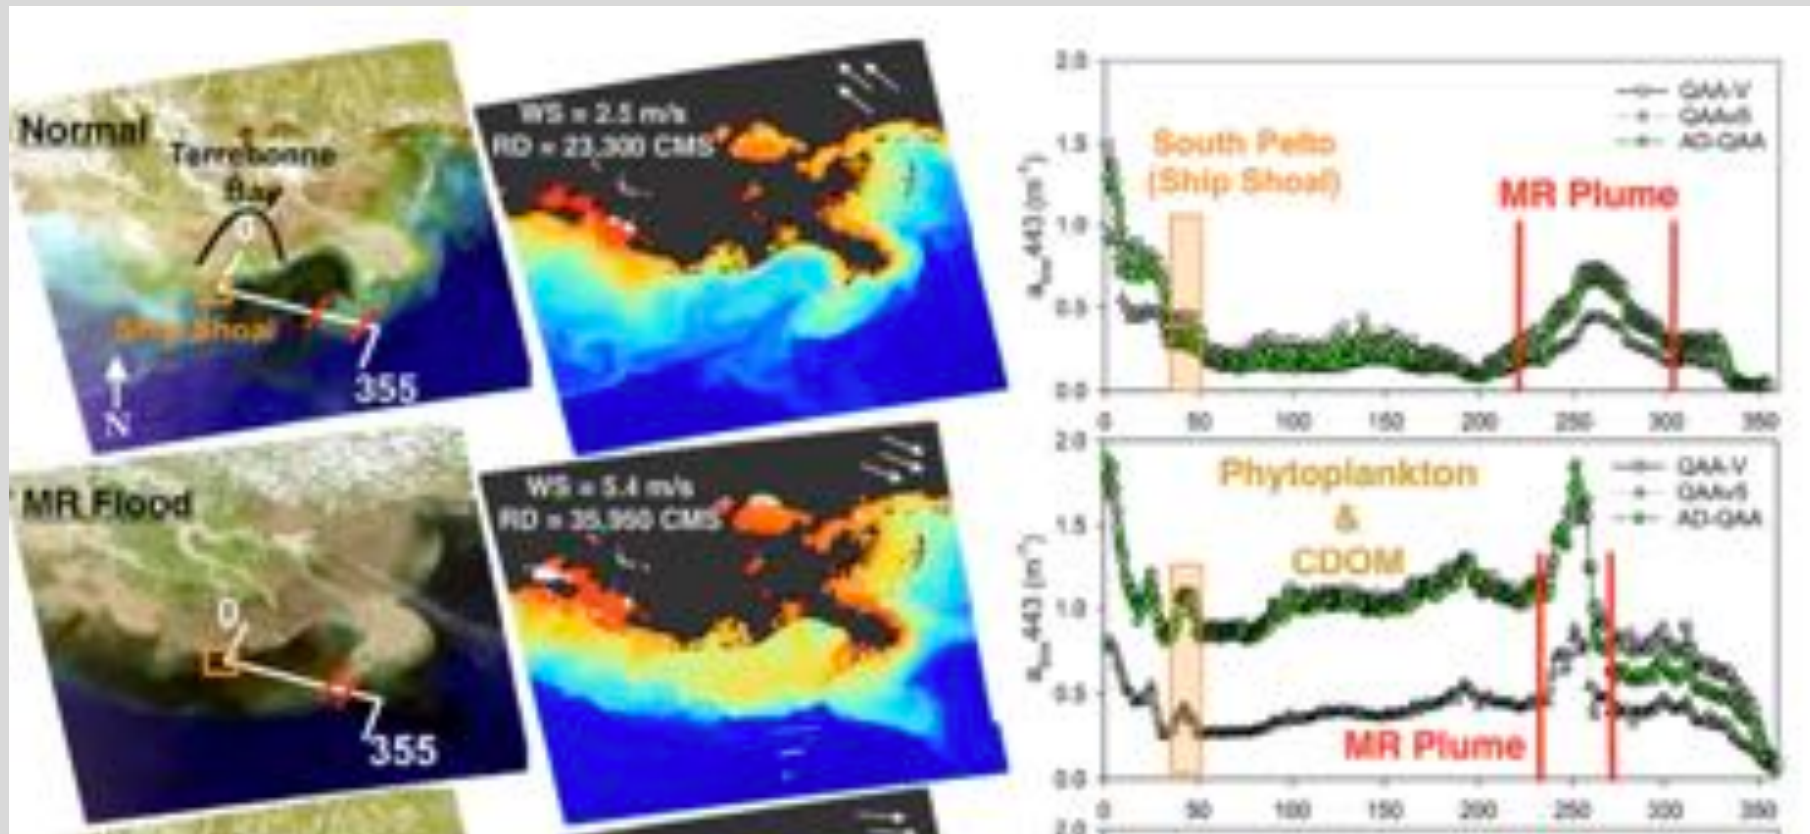 Normal
Terrebonne
Bay
0
Ship Shoal
355
N
WS = 2.5 m/s
RD = 23,300 CMS
2.0
1.5
1.0
0.5
0.0
0 50 100 150 200 250 300 350
South Pelto
(Ship Shoal)
MR Plume
QAA-V
QAAv5
AD-QAA
MR Flood
0
355
WS = 5.4 m/s
RD = 35,950 CMS
2.0
1.5
1.0
0.5
0.0
0 50 100 150 200 250 300 350
Phytoplankton
&
CDOM
MR Plume
QAA-V
QAAv5
AD-QAA
2.0